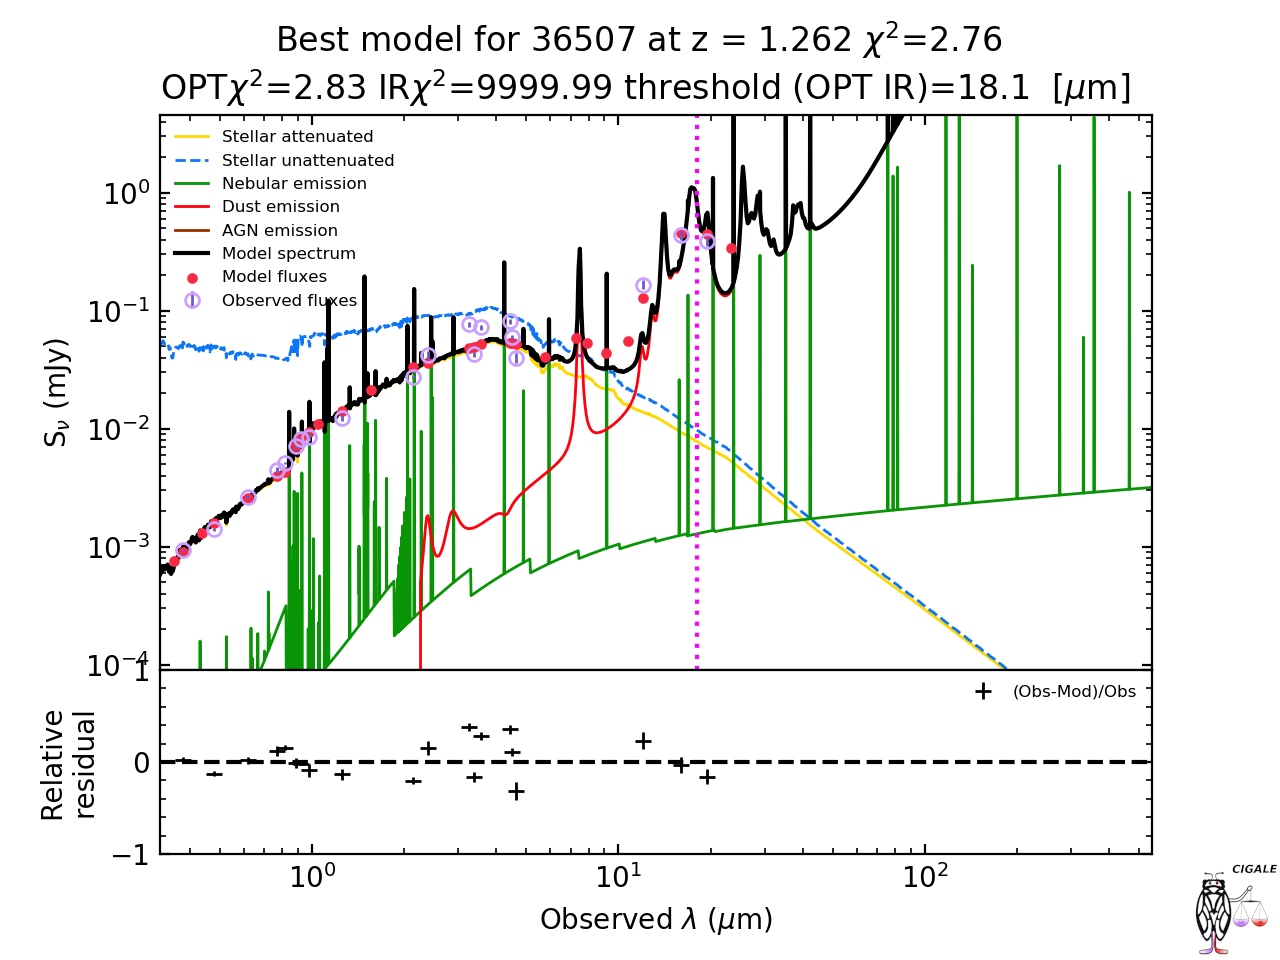 Best model for 36507 at z = 1.262 χ²=2.76
OPTχ²=2.83 IRχ²=9999.99 threshold (OPT IR)=18.1 [μm]
Stellar attenuated
Stellar unattenuated
Nebular emission
Dust emission
AGN emission
Model spectrum
Model fluxes
Observed fluxes
10⁰
10⁻¹
10⁻²
10⁻³
10⁻⁴
Sν (mJy)
1
0
−1
Relative
residual
(Obs-Mod)/Obs
10⁰
10¹
10²
Observed λ (μm)
CIGALE